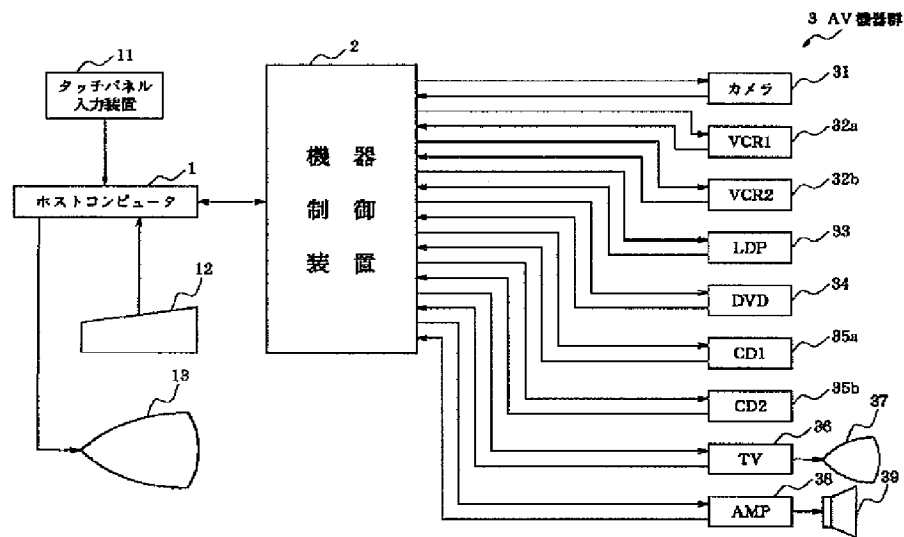 3 AV機器群
11
タッチパネル
入力装置
1
ホストコンピュータ
12
13
2
機器
制御
装置
カメラ
31
VCR1
32a
VCR2
32b
LDP
33
DVD
34
CD1
35a
CD2
35b
TV
36
37
AMP
38
39